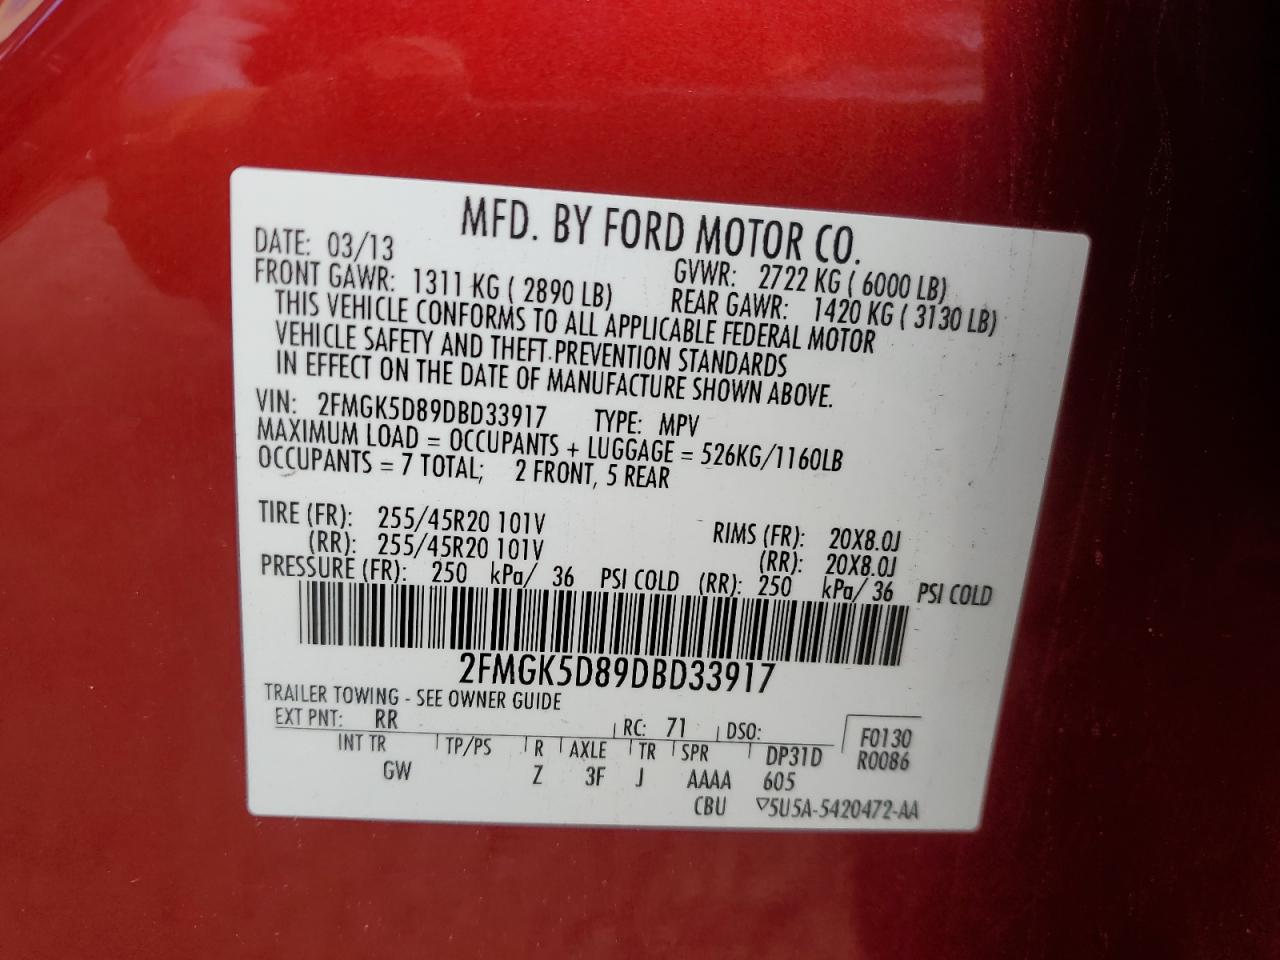 MFD. BY FORD MOTOR CO.
DATE: 03/13 GVWR: 2722 KG ( 6000 LB)
FRONT GAWR: 1311 KG ( 2890 LB) REAR GAWR: 1420 KG ( 3130 LB)
THIS VEHICLE CONFORMS TO ALL APPLICABLE FEDERAL MOTOR
VEHICLE SAFETY AND THEFT PREVENTION STANDARDS
IN EFFECT ON THE DATE OF MANUFACTURE SHOWN ABOVE.
VIN: 2FMGK5D89DBD33917 TYPE: MPV
MAXIMUM LOAD = OCCUPANTS + LUGGAGE = 526KG/1160LB
OCCUPANTS = 7 TOTAL; 2 FRONT, 5 REAR
TIRE (FR): 255/45R20 101V RIMS (FR): 20X8.0J
(RR): 255/45R20 101V (RR): 20X8.0J
PRESSURE (FR): 250 kPa/ 36 PSI COLD (RR): 250 kPa/ 36 PSI COLD
2FMGK5D89DBD33917
TRAILER TOWING - SEE OWNER GUIDE
EXT PNT: RR RC: 71 DSO: F0130
INT TR TP/PS R AXLE TR SPR DP31D R0086
GW Z 3F J AAAA 605
CBU ▽5U5A-5420472-AA